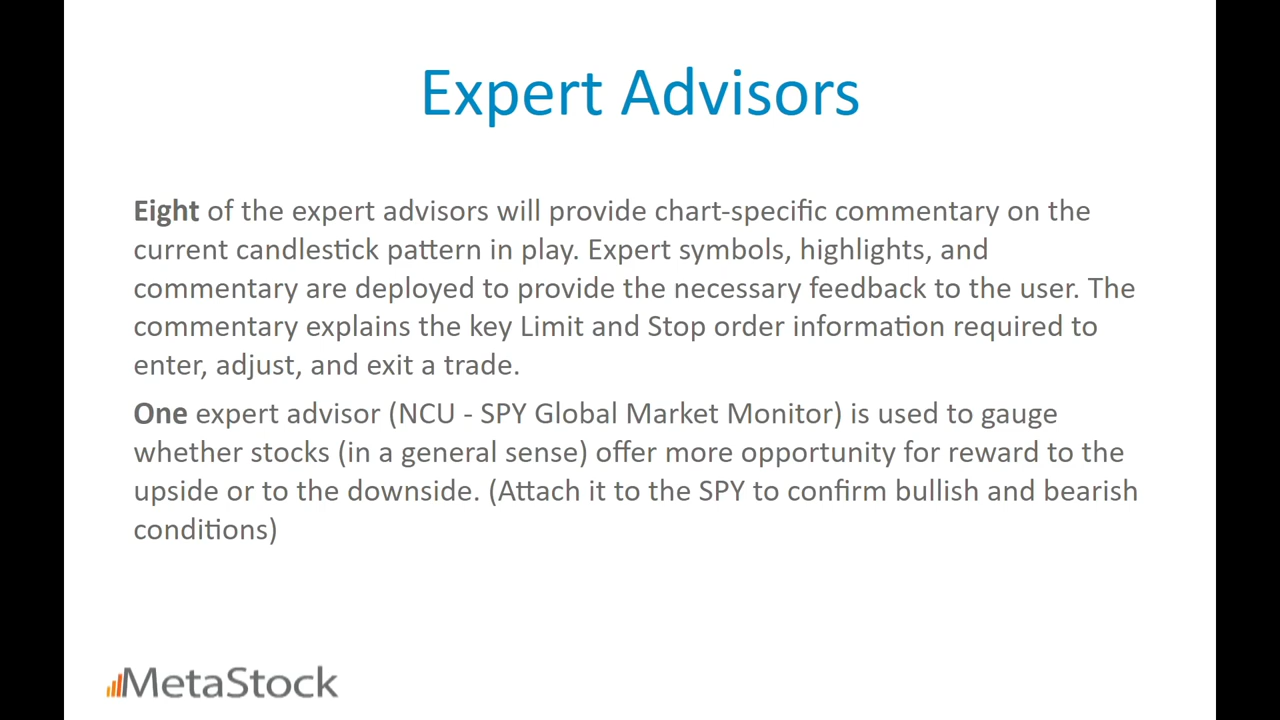 Expert Advisors
Eight of the expert advisors will provide chart-specific commentary on the
current candlestick pattern in play. Expert symbols, highlights, and
commentary are deployed to provide the necessary feedback to the user. The
commentary explains the key Limit and Stop order information required to
enter, adjust, and exit a trade.
One expert advisor (NCU - SPY Global Market Monitor) is used to gauge
whether stocks (in a general sense) offer more opportunity for reward to the
upside or to the downside. (Attach it to the SPY to confirm bullish and bearish
conditions)
MetaStock